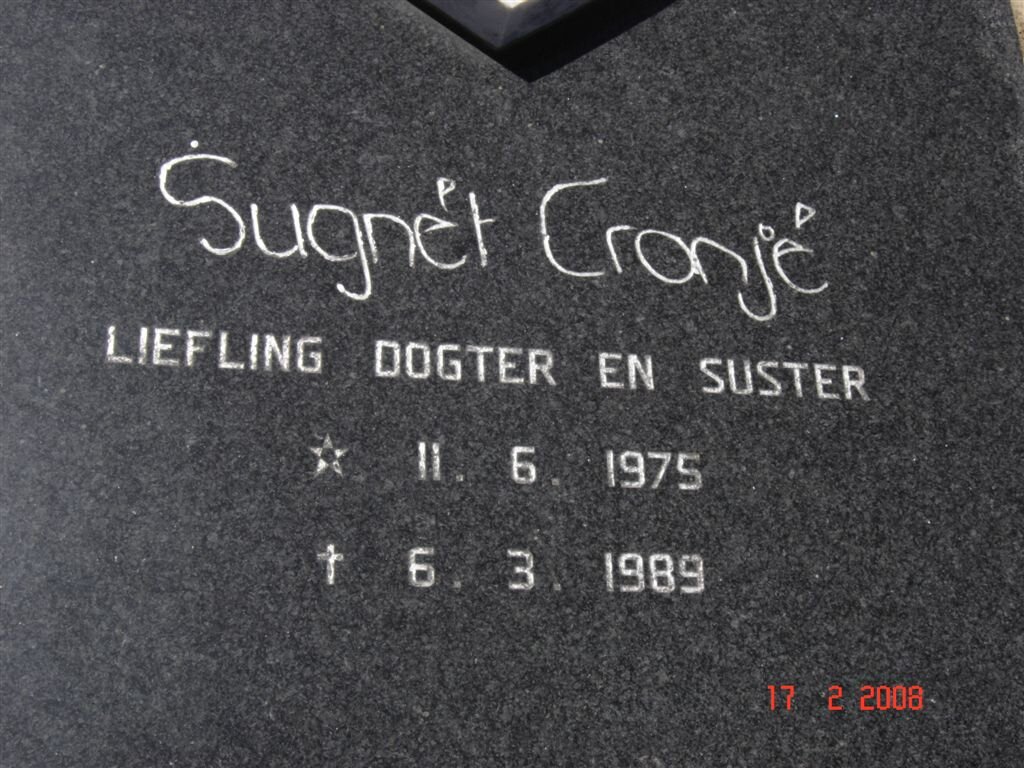 Sugnét Cronjé
LIEFLING DOGTER EN SUSTER
☆ 11. 6. 1975
† 6. 3. 1989
17 2 2008